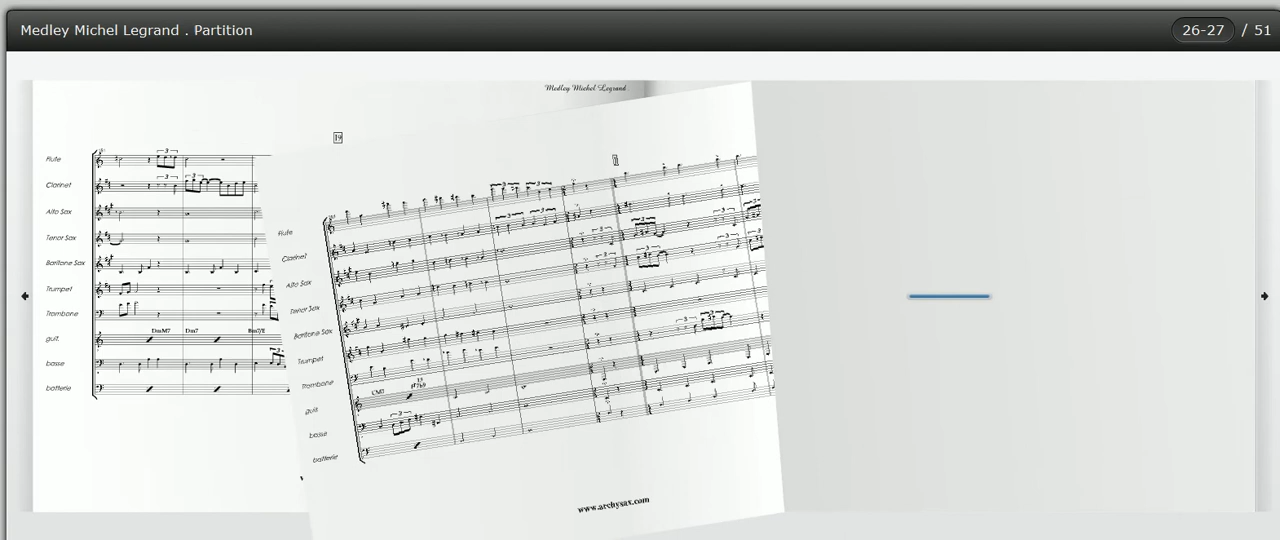 Medley Michel Legrand . Partition
26-27 / 51
Medley Michel Legrand
19
Flute
Clarinet
Alto Sax
Tenor Sax
Baritone Sax
Trumpet
Trombone
guit.
basse
batterie
DmM7 Dm7
Flute
Clarinet
Alto Sax
Tenor Sax
Baritone Sax
Trumpet
Trombone
guit.
basse
batterie
www.archysax.com